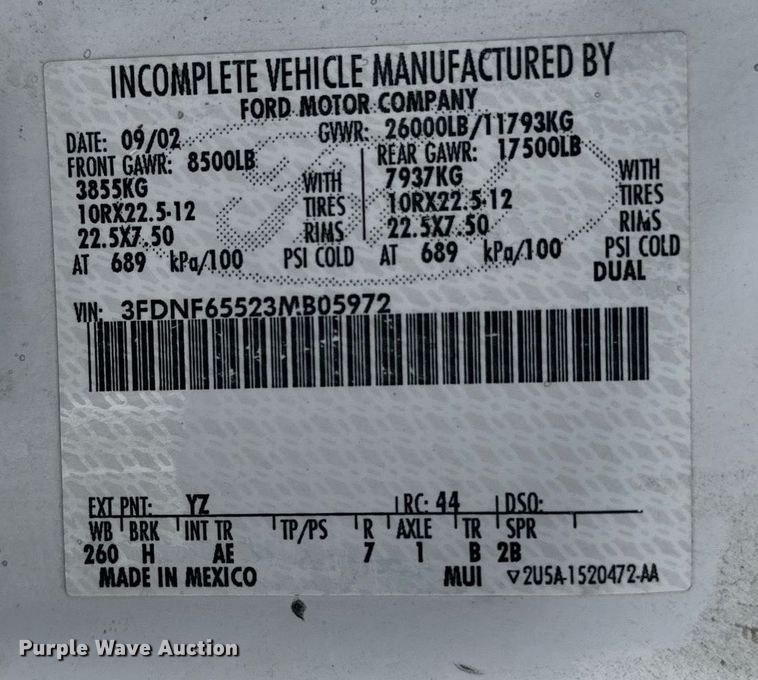 INCOMPLETE VEHICLE MANUFACTURED BY
FORD MOTOR COMPANY
DATE: 09/02 GVWR: 26000LB/11793KG
FRONT GAWR: 8500LB REAR GAWR: 17500LB
3855KG WITH 7937KG WITH
10RX22.5-12 TIRES 10RX22.5-12 TIRES
22.5X7.50 RIMS 22.5X7.50 RIMS
AT 689 kPa/100 PSI COLD AT 689 kPa/100 PSI COLD
DUAL
VIN: 3FDNF65523MB05972
EXT PNT: YZ RC: 44 DSO:
WB BRK INT TR TP/PS R AXLE TR SPR
260 H AE 7 1 B 2B
MADE IN MEXICO MUI 2U5A-1520472-AA
Purple Wave Auction